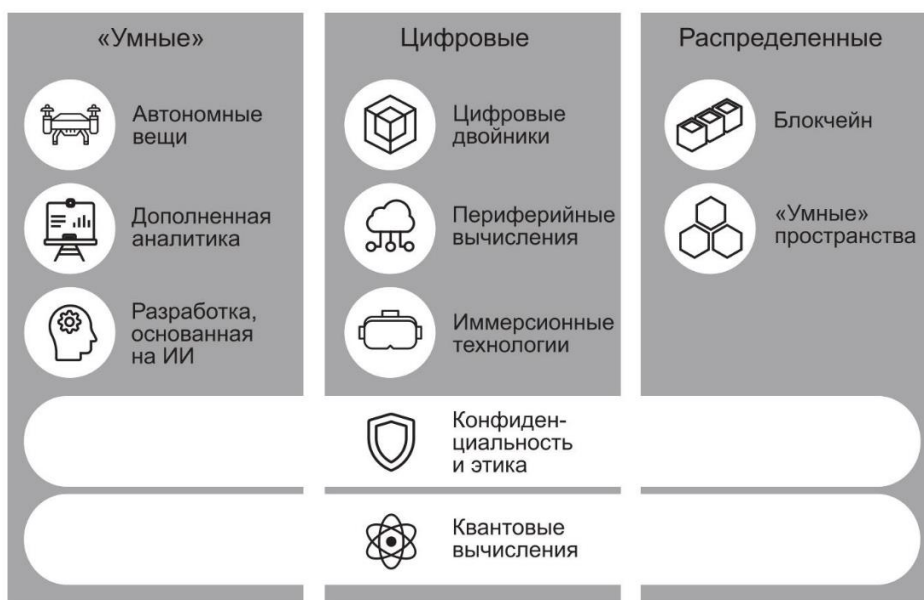 «Умные»
Автономные
вещи
Дополненная
аналитика
Разработка,
основанная
на ИИ
Цифровые
Цифровые
двойники
Периферийные
вычисления
Иммерсионные
технологии
Распределенные
Блокчейн
«Умные»
пространства
Конфиден-
циальность
и этика
Квантовые
вычисления